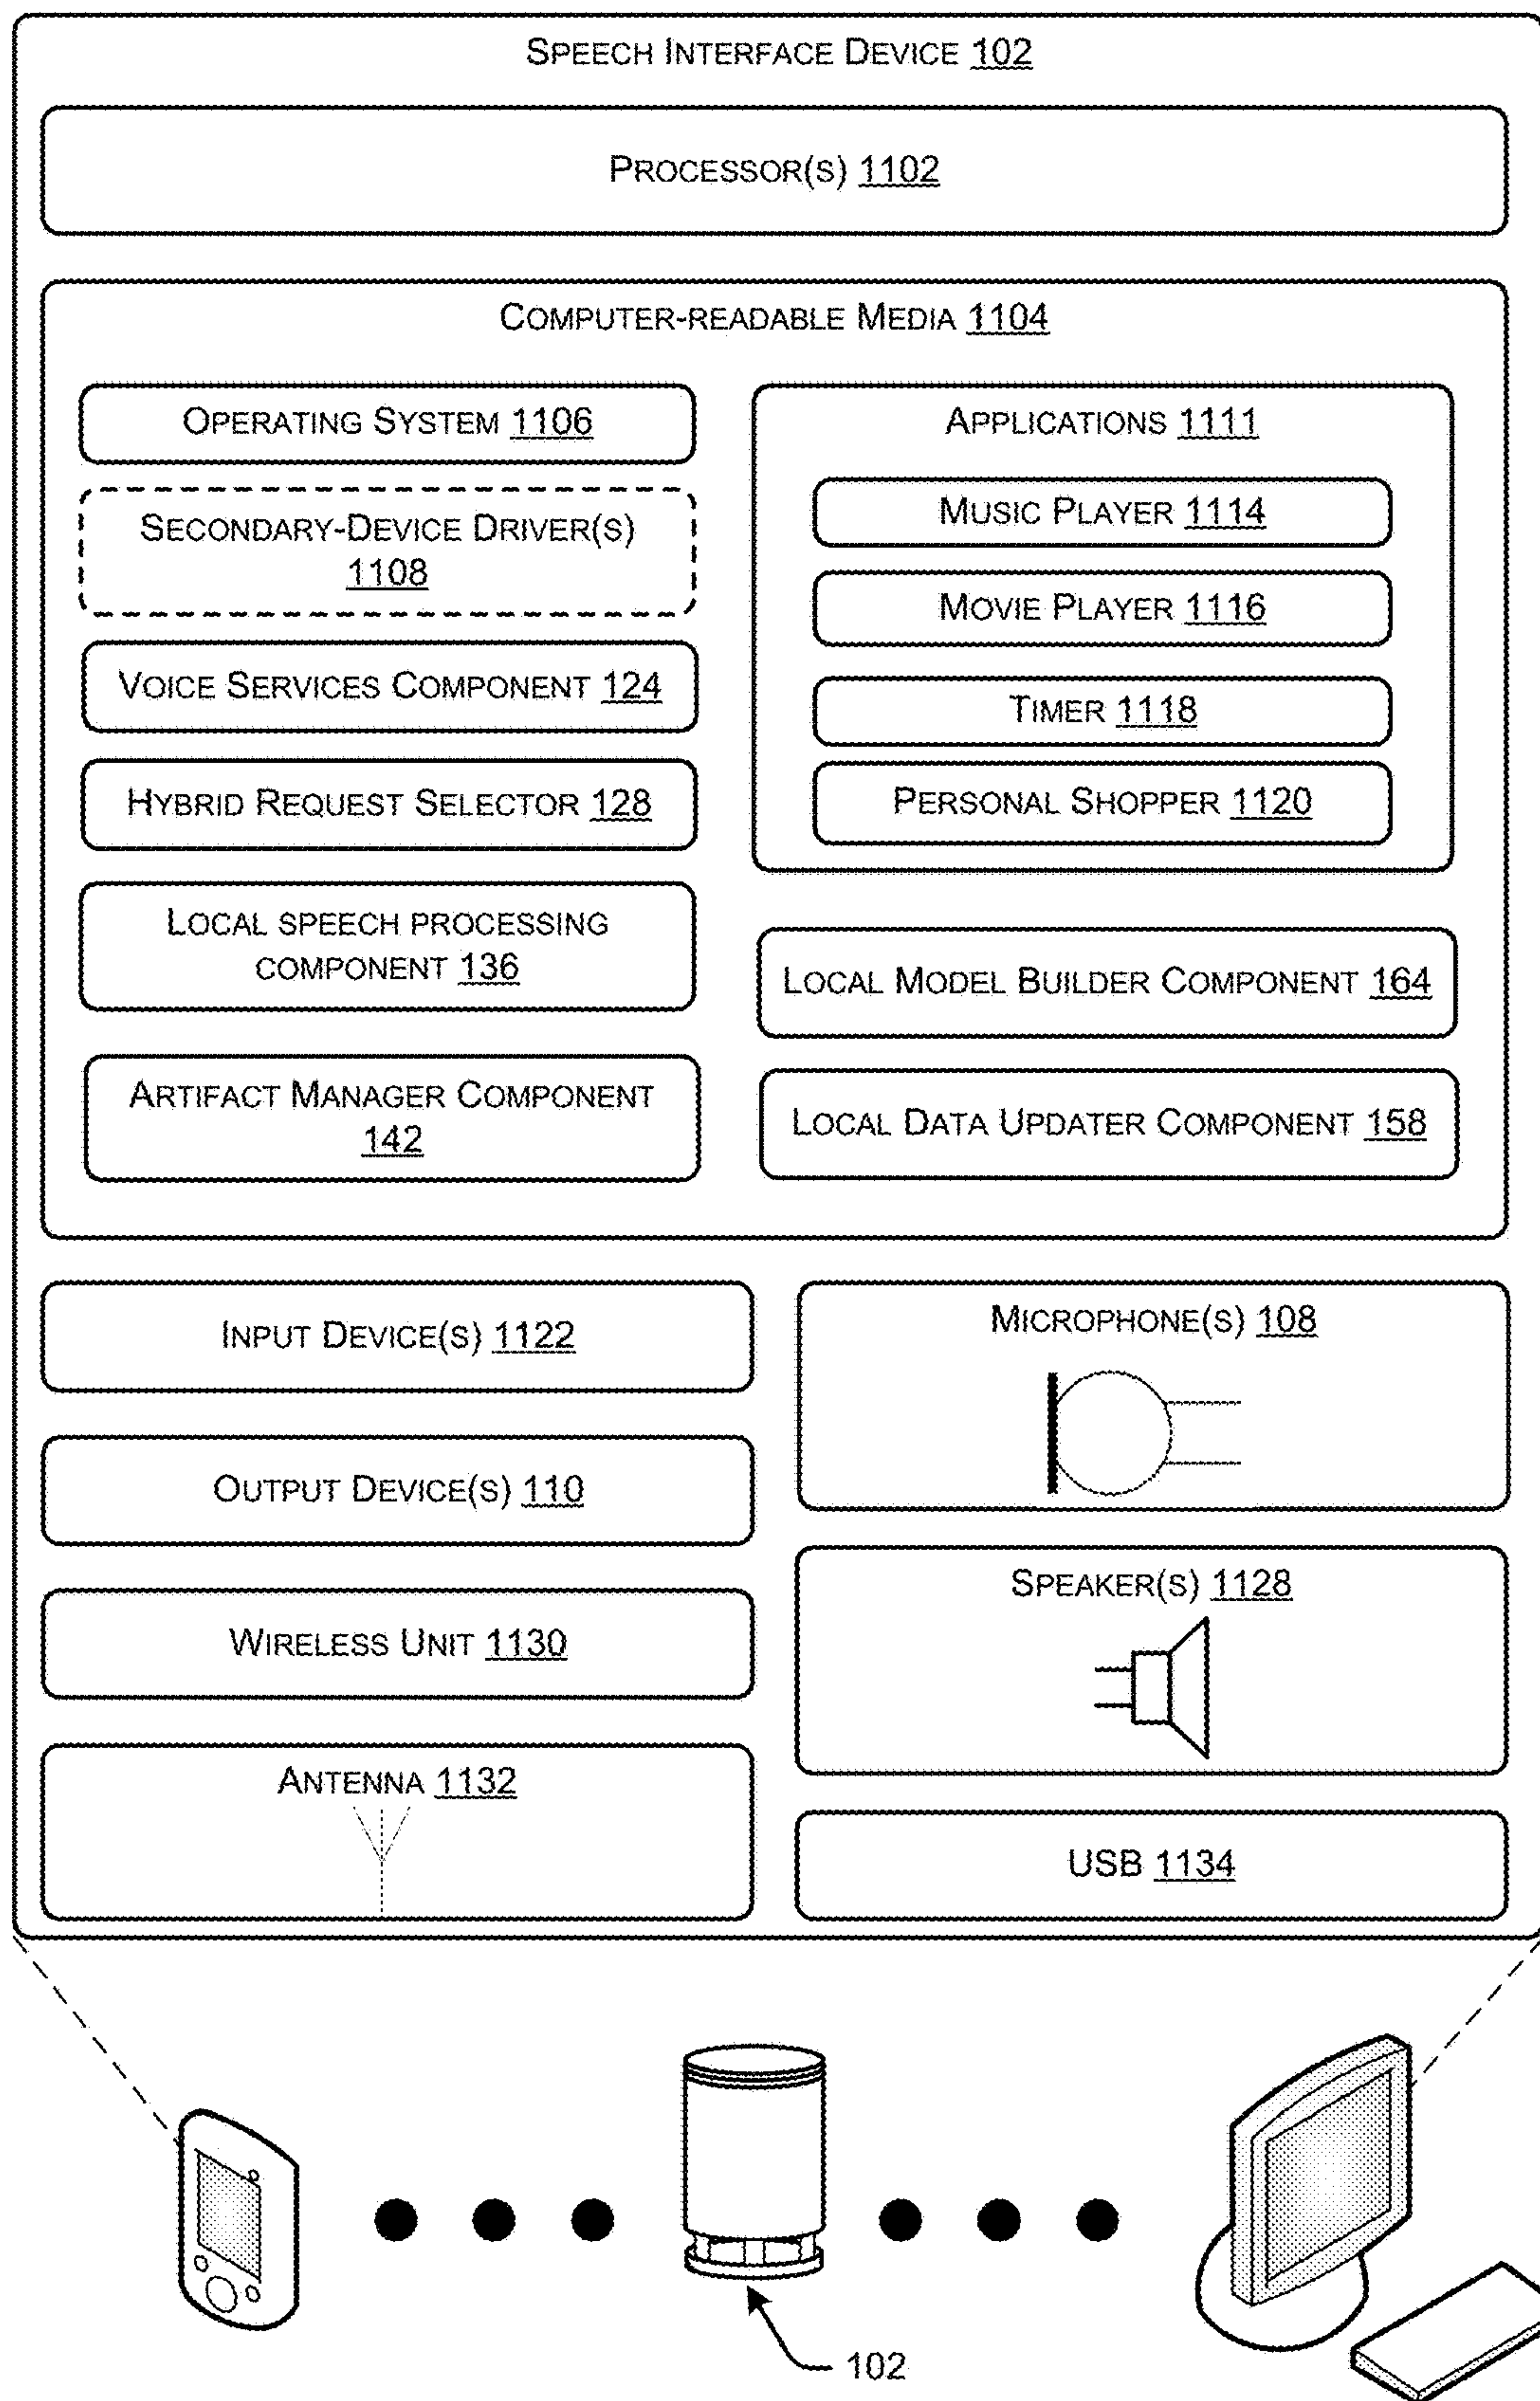 SPEECH INTERFACE DEVICE 102
PROCESSOR(S) 1102
COMPUTER-READABLE MEDIA 1104
OPERATING SYSTEM 1106
SECONDARY-DEVICE DRIVER(S)
1108
VOICE SERVICES COMPONENT 124
HYBRID REQUEST SELECTOR 128
LOCAL SPEECH PROCESSING
COMPONENT 136
ARTIFACT MANAGER COMPONENT
142
APPLICATIONS 1111
MUSIC PLAYER 1114
MOVIE PLAYER 1116
TIMER 1118
PERSONAL SHOPPER 1120
LOCAL MODEL BUILDER COMPONENT 164
LOCAL DATA UPDATER COMPONENT 158
INPUT DEVICE(S) 1122
OUTPUT DEVICE(S) 110
WIRELESS UNIT 1130
ANTENNA 1132
MICROPHONE(S) 108
SPEAKER(S) 1128
USB 1134
102